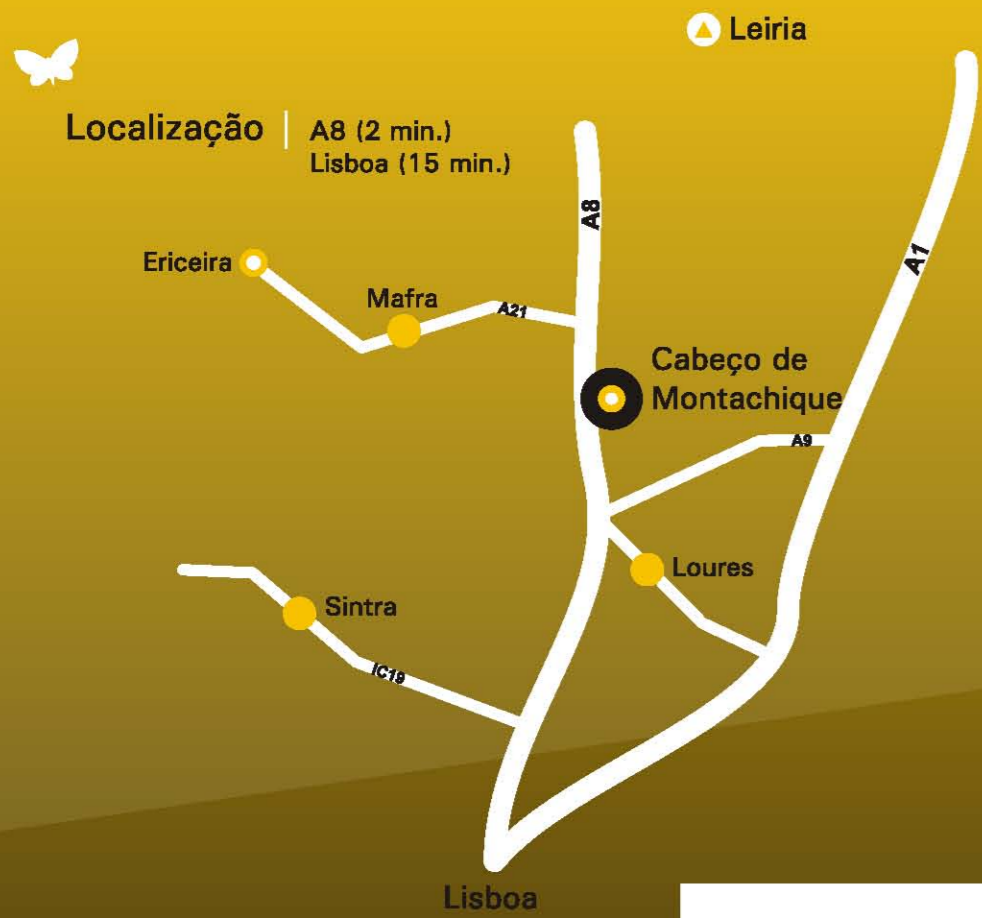 Leiria
Localização
A8 (2 min.)
Lisboa (15 min.)
A8
A1
Ericeira
Mafra
A21
Cabeço de
Montachique
A9
Loures
Sintra
IC19
Lisboa